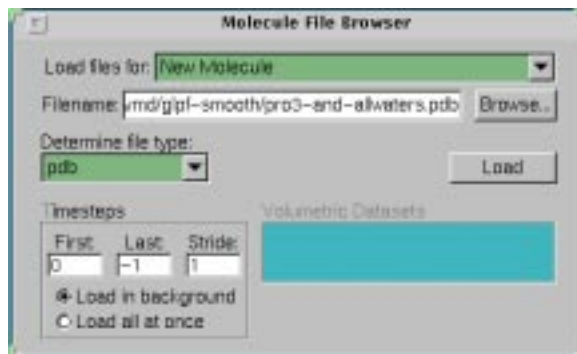 Molecule File Browser
Load files for: New Molecule
Filename: vmd/glpf-smooth/pro3-and-allwaters.pdb Browse...
Determine file type:
pdb Load
Timesteps Volumetric Datasets
First: Last: Stride:
0 -1 1
Load in background
Load all at once